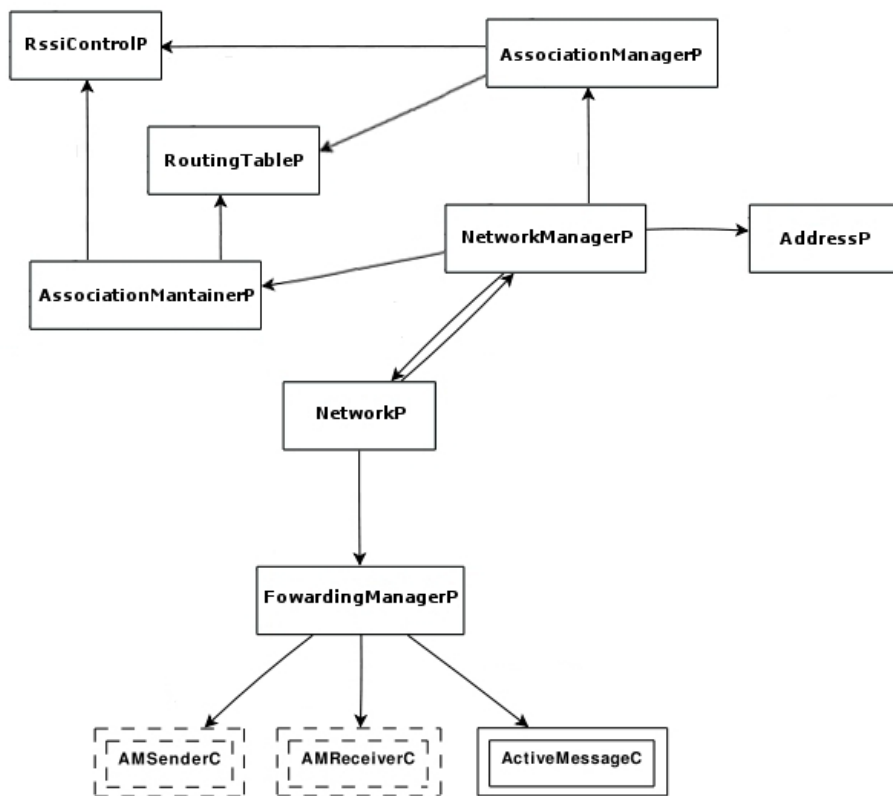 RssiControlP
AssociationManagerP
RoutingTableP
NetworkManagerP
AddressP
AssociationMantainerP
NetworkP
FowardingManagerP
AMSenderC
AMReceiverC
ActiveMessageC